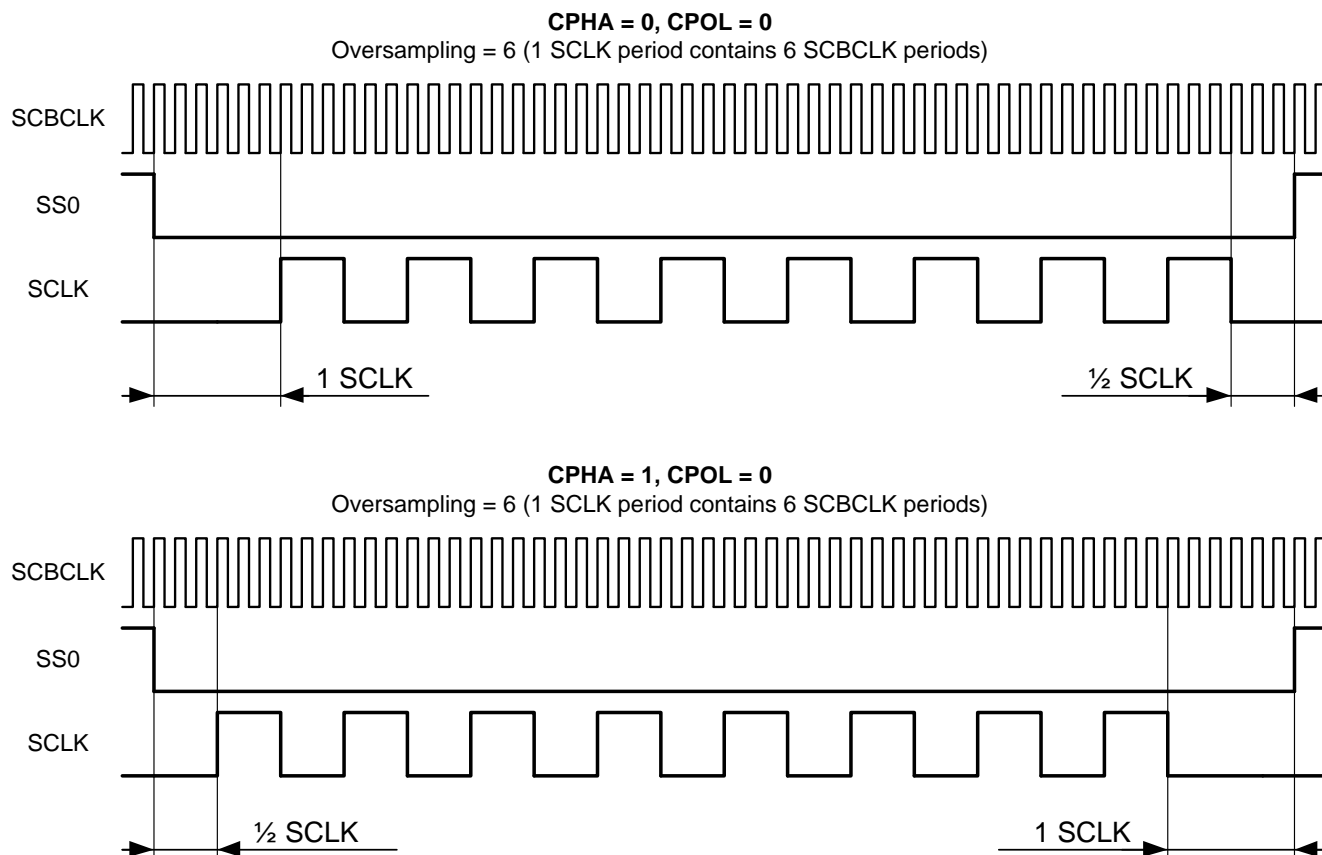 CPHA = 0, CPOL = 0
Oversampling = 6 (1 SCLK period contains 6 SCBCLK periods)
SCBCLK
SS0
SCLK
1 SCLK
½ SCLK
CPHA = 1, CPOL = 0
Oversampling = 6 (1 SCLK period contains 6 SCBCLK periods)
SCBCLK
SS0
SCLK
½ SCLK
1 SCLK